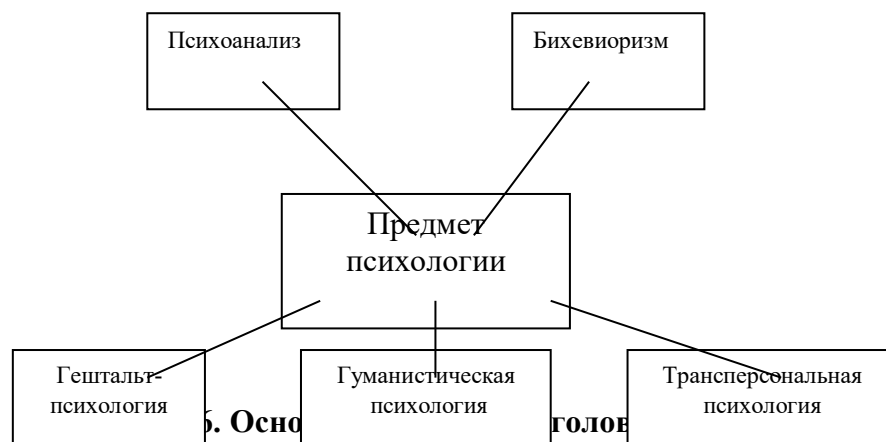 Психоанализ
Бихевиоризм
Предмет
психологии
Гештальт-
психология
Гуманистическая
психология
Трансперсональная
психология